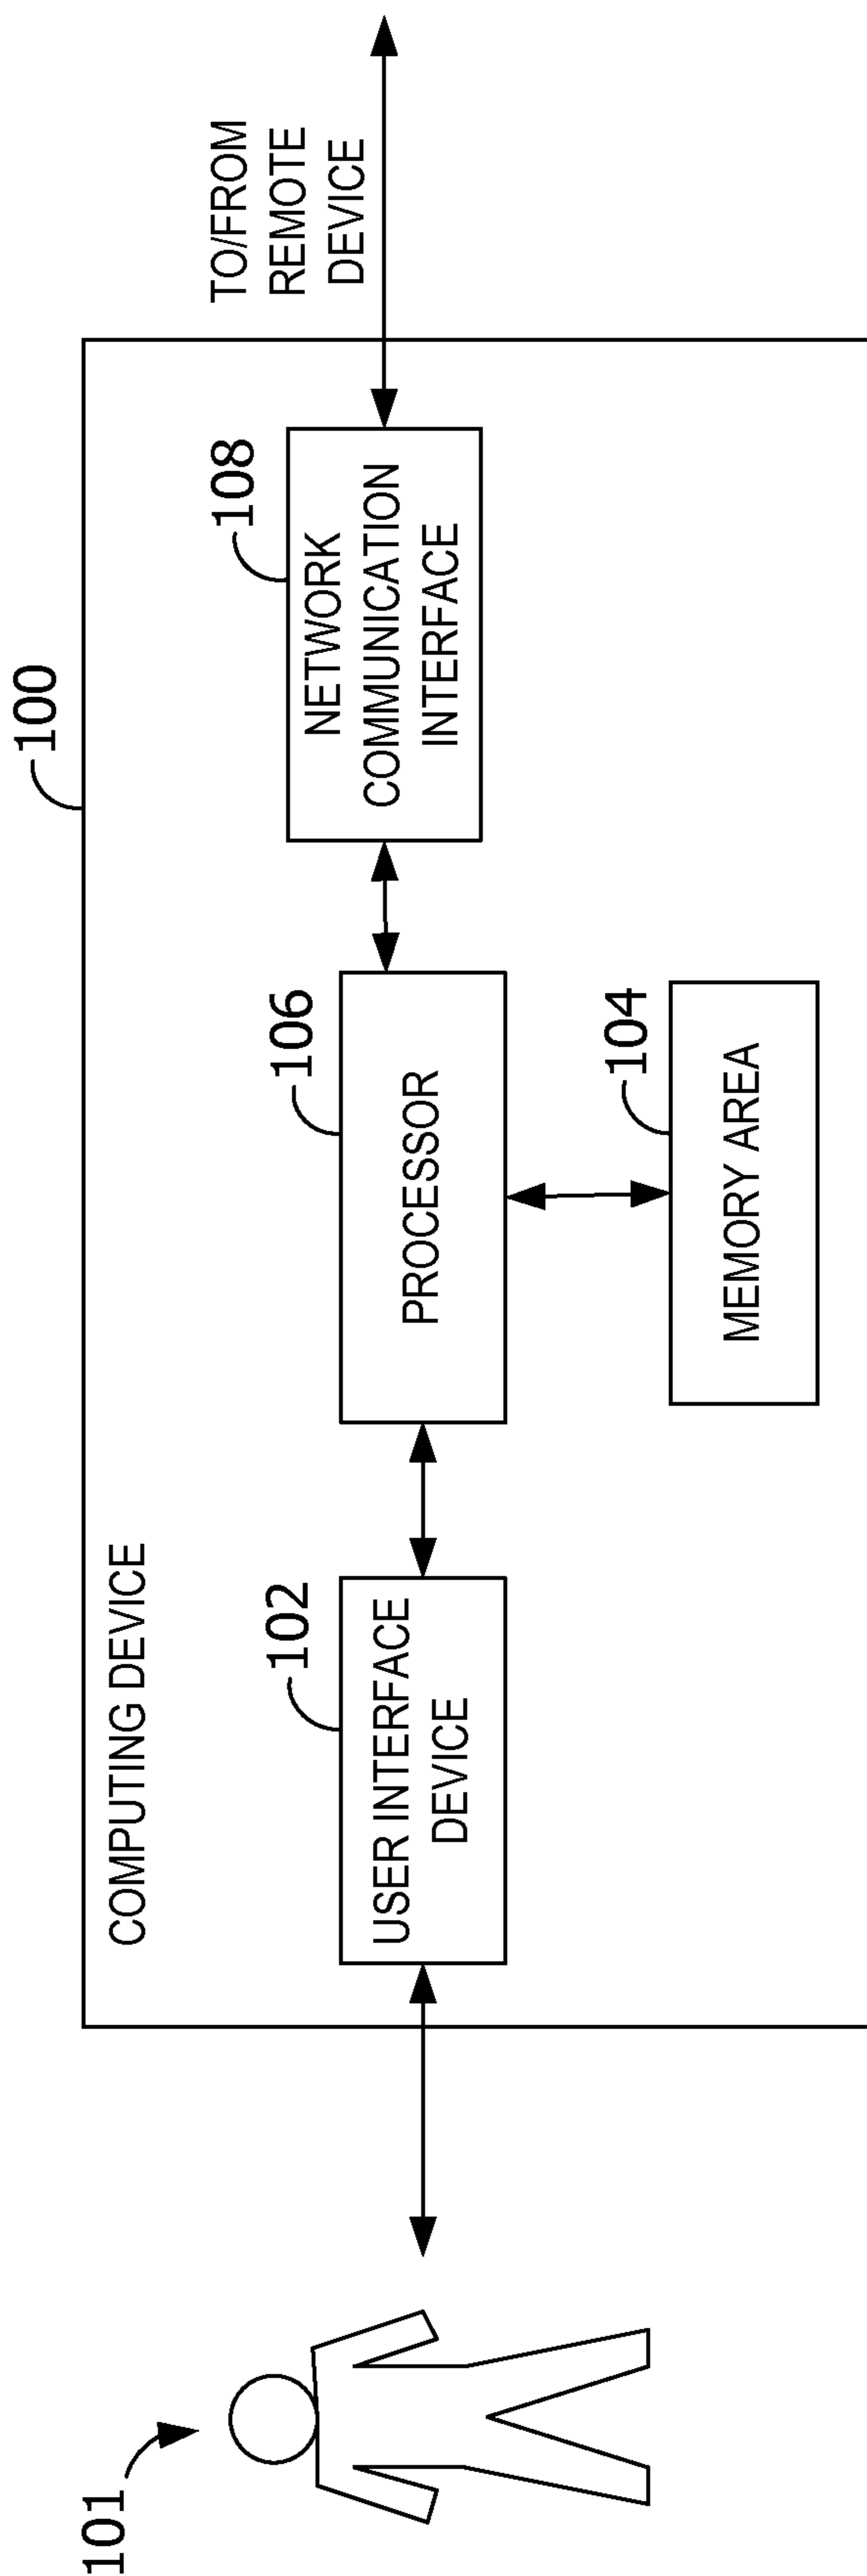 100
TO/FROM
REMOTE
DEVICE
COMPUTING DEVICE
101
102
USER INTERFACE
DEVICE
106
PROCESSOR
108
NETWORK
COMMUNICATION
INTERFACE
104
MEMORY AREA